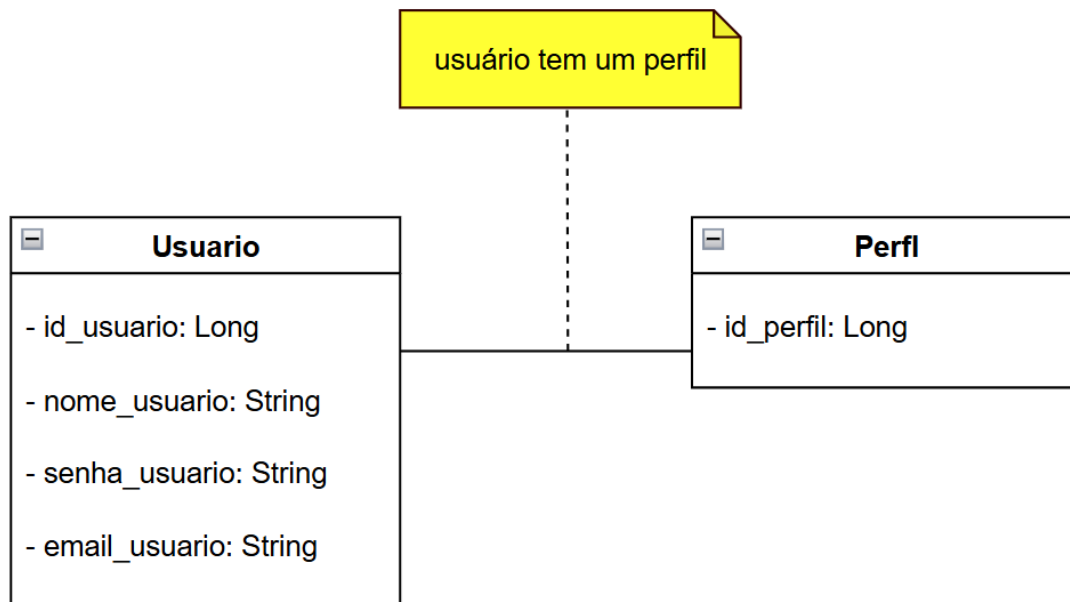 usuário tem um perfil
Usuario
- id_usuario: Long
- nome_usuario: String
- senha_usuario: String
- email_usuario: String
Perfl
- id_perfil: Long